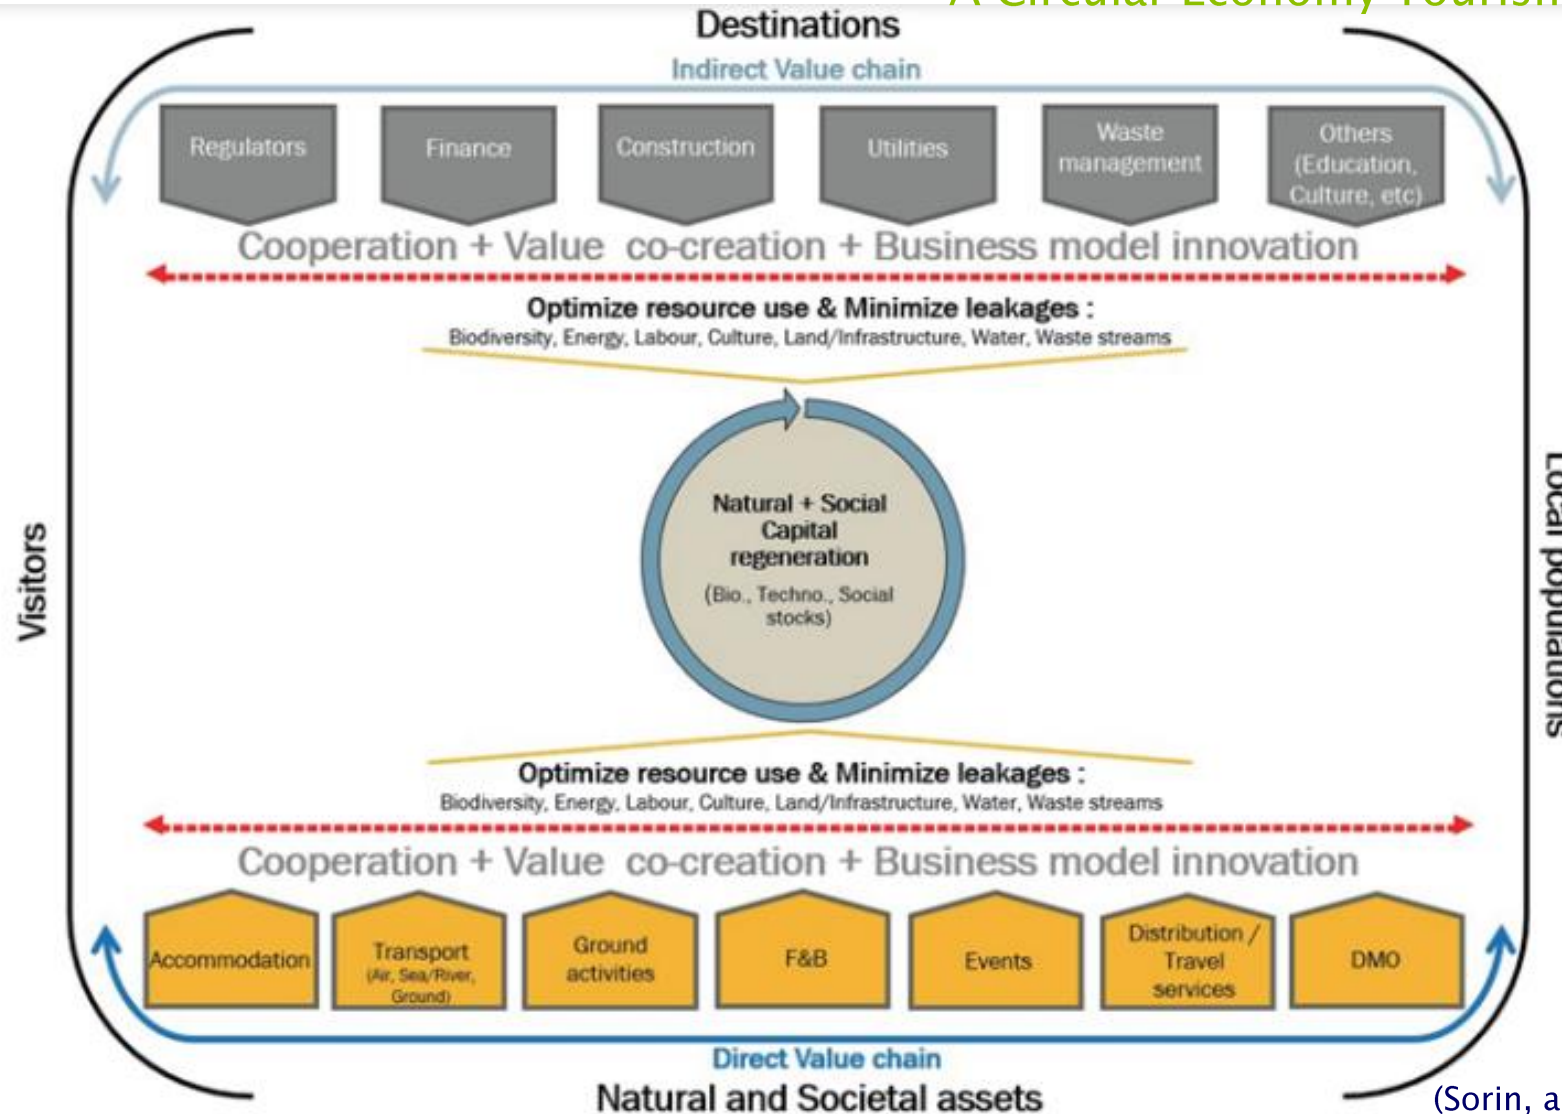 A Circular Economy Tourism
Destinations
Indirect Value chain
Regulators
Finance
Construction
Utilities
Waste
management
Others
(Education,
Culture, etc)
Cooperation + Value co-creation + Business model innovation
Optimize resource use & Minimize leakages :
Biodiversity, Energy, Labour, Culture, Land/Infrastructure, Water, Waste streams
Visitors
Natural + Social
Capital
regeneration
(Bio., Techno., Social
stocks)
Local populations
Optimize resource use & Minimize leakages :
Biodiversity, Energy, Labour, Culture, Land/Infrastructure, Water, Waste streams
Cooperation + Value co-creation + Business model innovation
Accommodation
Transport
(Air, Sea/River,
Ground)
Ground
activities
F&B
Events
Distribution /
Travel
services
DMO
Direct Value chain
Natural and Societal assets
(Sorin, a